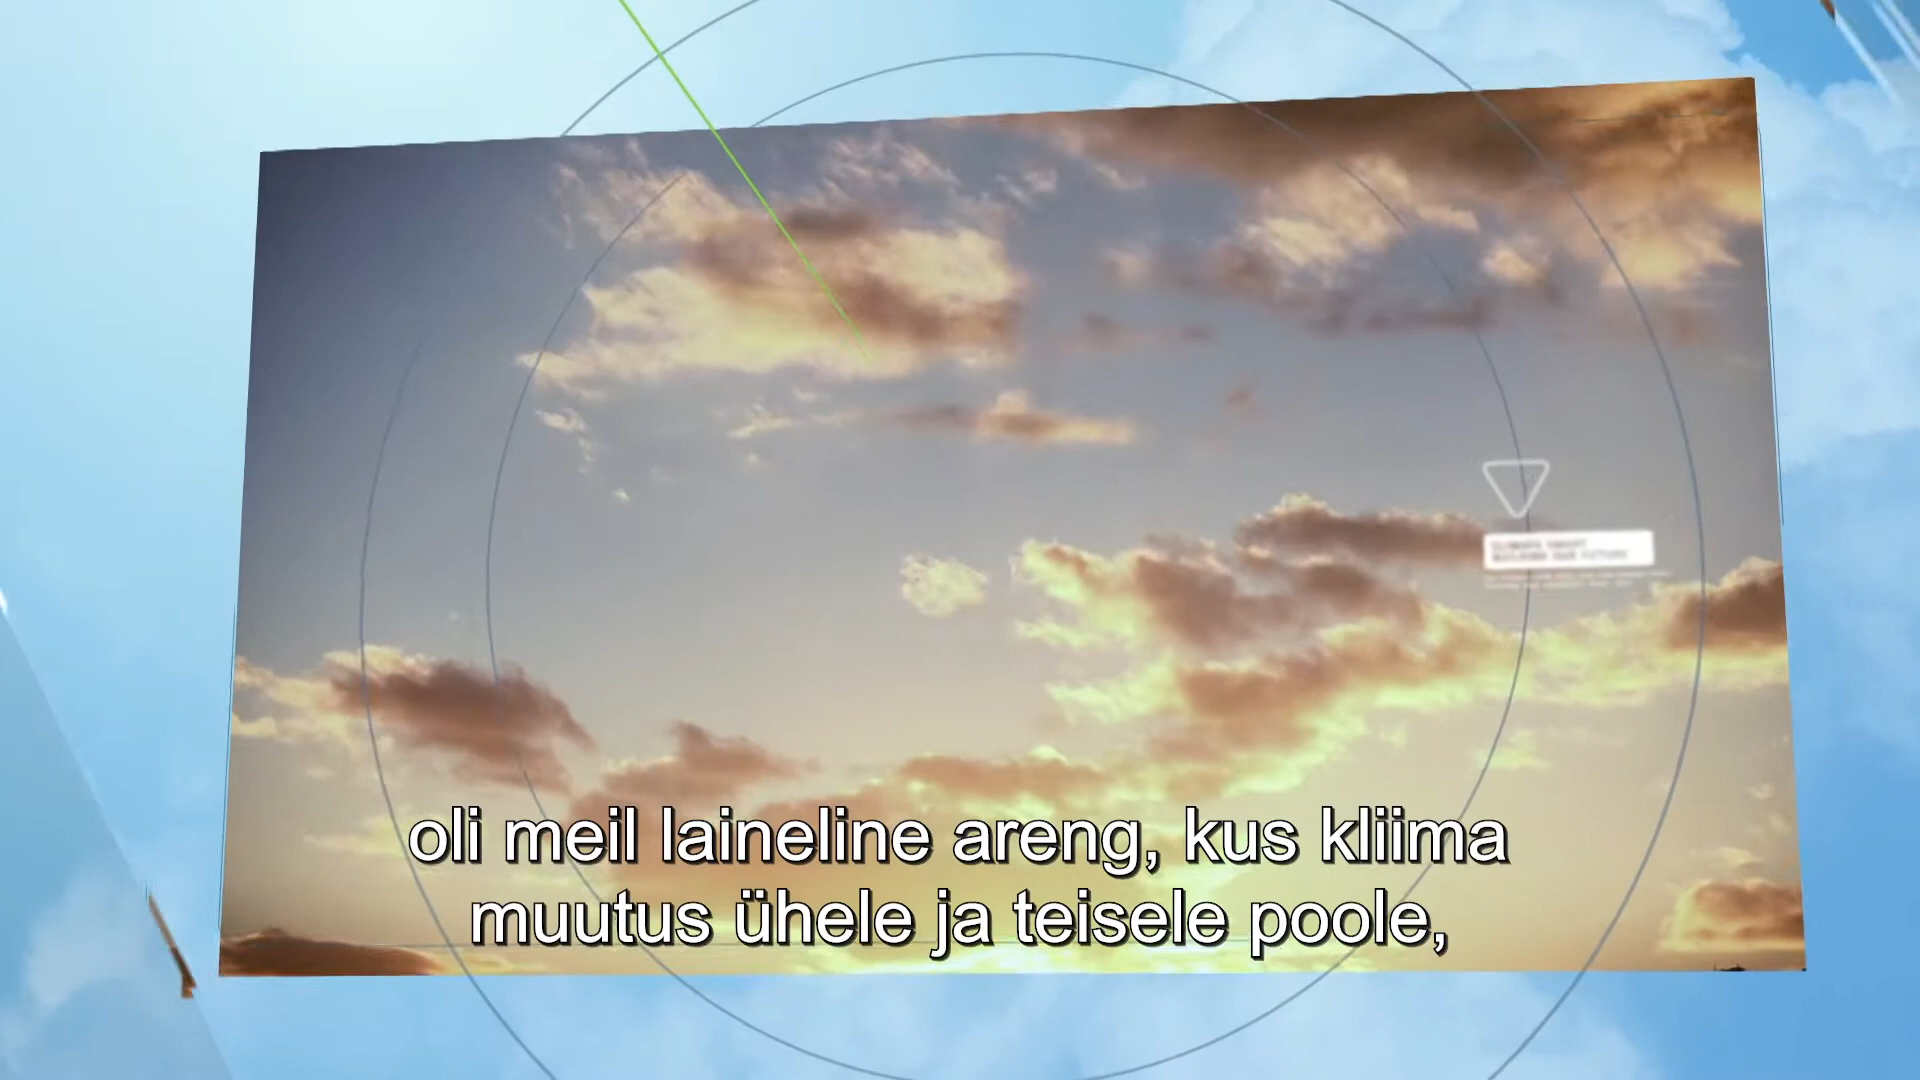 oli meil laineline areng, kus kliima
muutus ühele ja teisele poole,